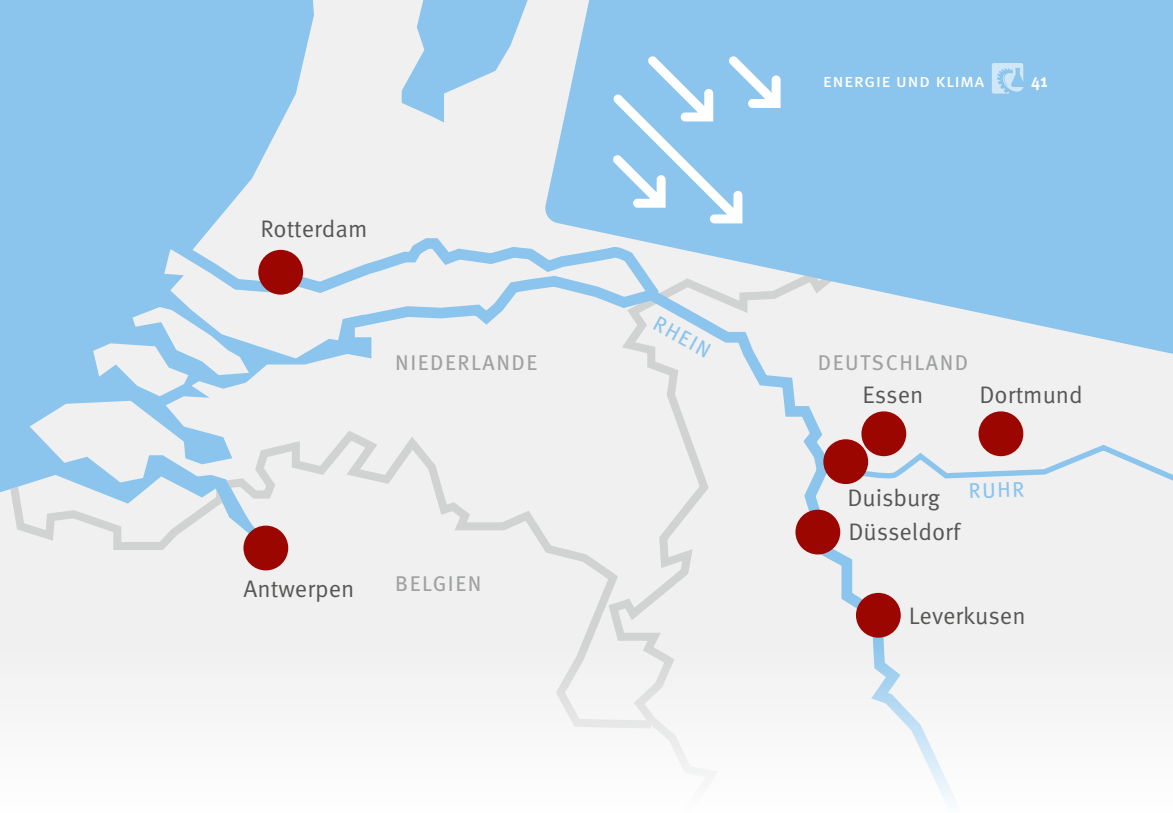 ENERGIE UND KLIMA 41
Rotterdam
RHEIN
NIEDERLANDE
DEUTSCHLAND
Essen
Dortmund
RUHR
Duisburg
Düsseldorf
Antwerpen
BELGIEN
Leverkusen